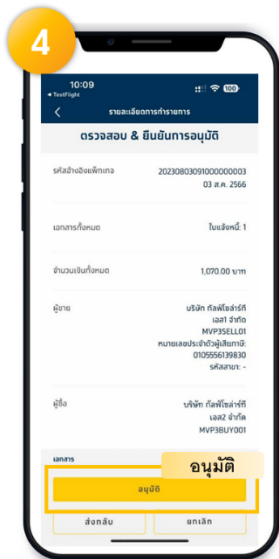 4
10:09
100
◂ TestFlight
รายละเอียดการทำรายการ
ตรวจสอบ & ยืนยันการอนุมัติ
รหัสอ้างอิงแพ็กเกจ 20230803091000000003
03 ส.ค. 2566
เอกสารทั้งหมด ใบแจ้งหนี้: 1
จำนวนเงินทั้งหมด 1,070.00 บาท
ผู้ขาย บริษัท กัลฟ์โซล่าร์ที
เอส1 จำกัด
MVP3SELL01
หมายเลขประจำตัวผู้เสียภาษี:
0105556139830
รหัสสาขา: -
ผู้ซื้อ บริษัท กัลฟ์โซล่าร์ที
เอส2 จำกัด
MVP3BUY001
เอกสาร
อนุมัติ
อนุมัติ
ส่งกลับ ยกเลิก